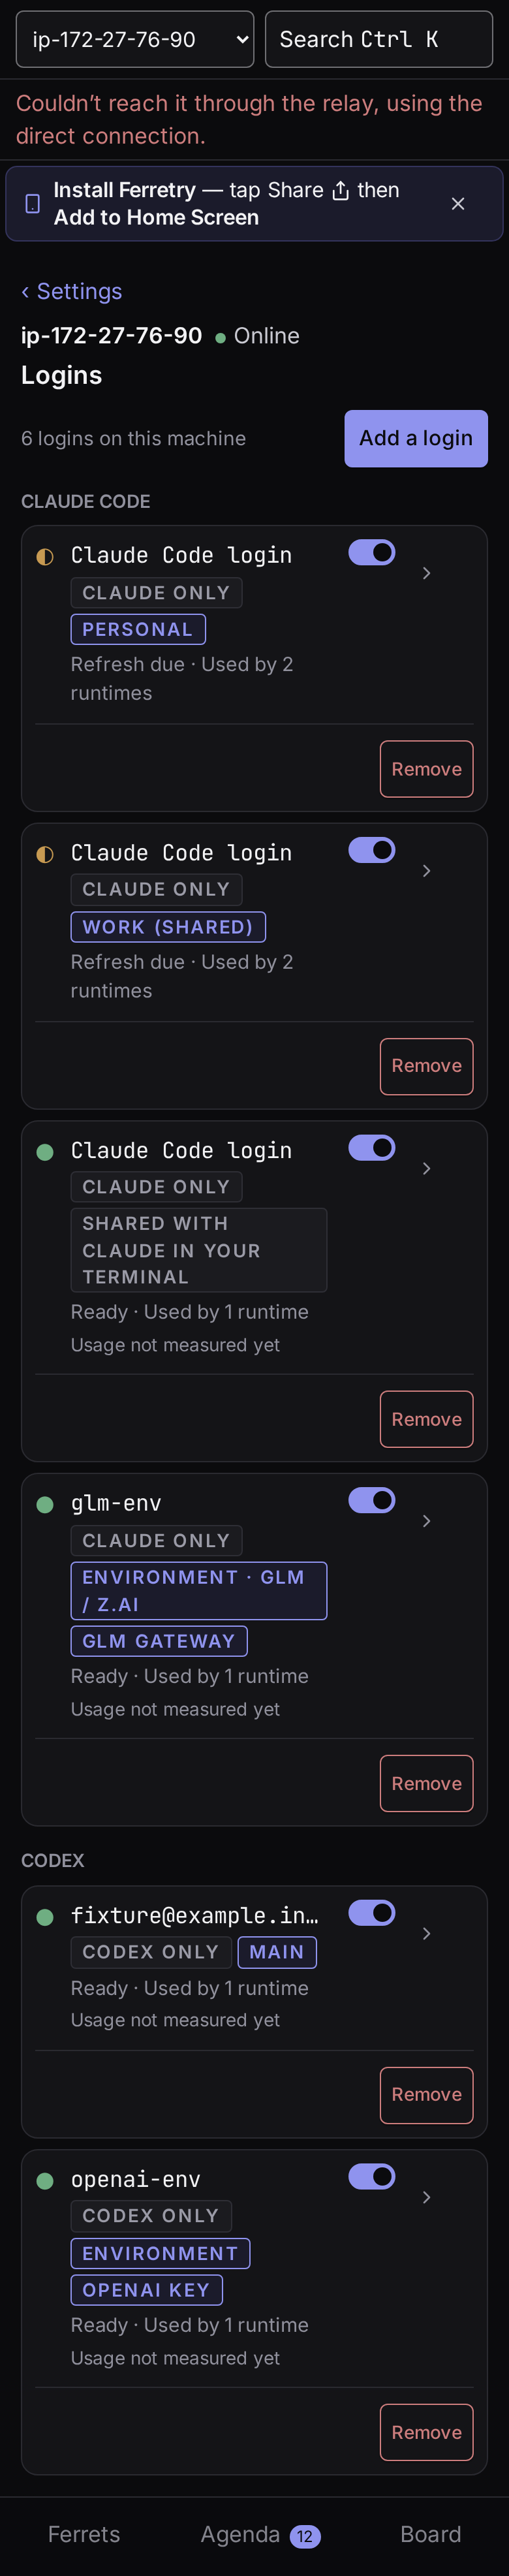 ip-172-27-76-90
Search Ctrl K
Couldn’t reach it through the relay, using the
direct connection.
Install Ferretry — tap Share then
Add to Home Screen
‹ Settings
ip-172-27-76-90 Online
Logins
6 logins on this machine
Add a login
CLAUDE CODE
Claude Code login
CLAUDE ONLY
PERSONAL
Refresh due · Used by 2
runtimes
Remove
Claude Code login
CLAUDE ONLY
WORK (SHARED)
Refresh due · Used by 2
runtimes
Remove
Claude Code login
CLAUDE ONLY
SHARED WITH
CLAUDE IN YOUR
TERMINAL
Ready · Used by 1 runtime
Usage not measured yet
Remove
glm-env
CLAUDE ONLY
ENVIRONMENT · GLM
/ Z.AI
GLM GATEWAY
Ready · Used by 1 runtime
Usage not measured yet
Remove
CODEX
fixture@example.in…
CODEX ONLY MAIN
Ready · Used by 1 runtime
Usage not measured yet
Remove
openai-env
CODEX ONLY
ENVIRONMENT
OPENAI KEY
Ready · Used by 1 runtime
Usage not measured yet
Remove
Ferrets
Agenda 12
Board